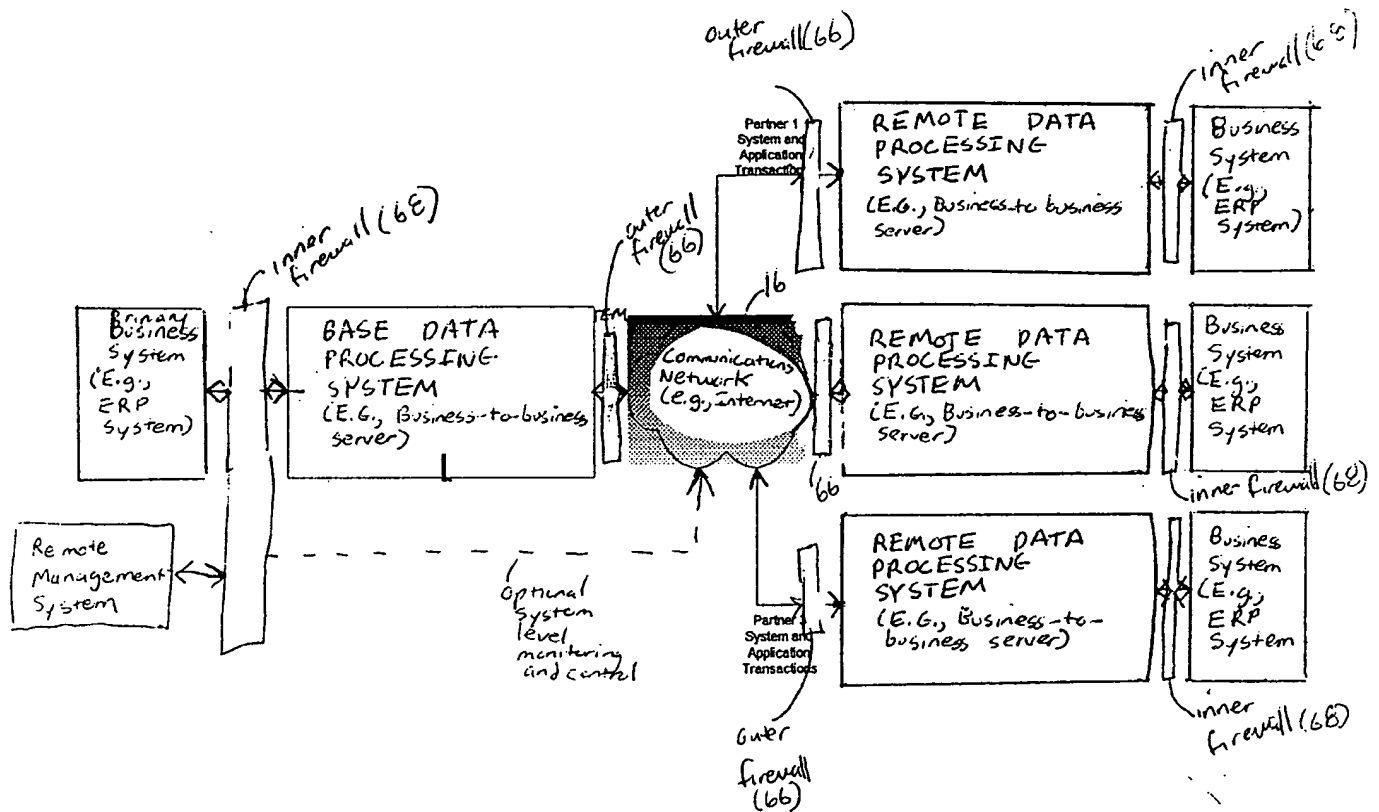 outer
firewall (66)
inner
firewall (68)
Partner 1
System and
Application
Transaction
REMOTE DATA
PROCESSING
SYSTEM
(E.G., Business-to business
server)
Business
System
(E.g.,
ERP
System)
inner
firewall (68)
outer
firewall
(66)
16
Primary
Business
System
(E.g.,
ERP
System)
BASE DATA
PROCESSING
SYSTEM
(E.G., Business-to-business
server)
Communications
Network
(e.g., internet)
REMOTE DATA
PROCESSING
SYSTEM
(E.G., Business-to-business
server)
Business
System
(E.g.,
ERP
System
66
inner firewall (68)
Remote
Management
System
optional
system
level
monitoring
and control
Partner
System and
Application
Transactions
REMOTE DATA
PROCESSING
SYSTEM
(E.G., Business-to-
business server)
Business
System
(E.g.,
ERP
System
outer
firewall
(66)
inner
firewall (68)